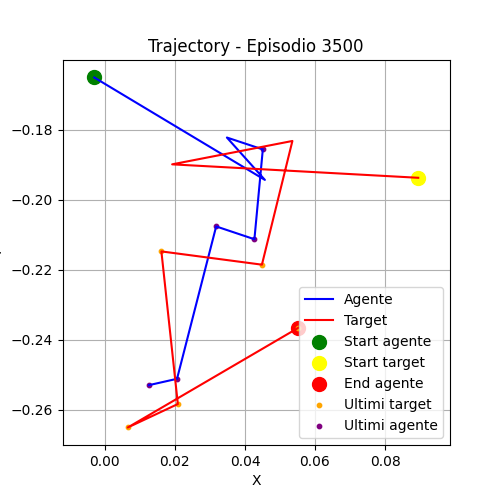 Trajectory - Episodio 3500
−0.18
−0.20
−0.22
−0.24
−0.26
0.00
0.02
0.04
0.06
0.08
X
Agente
Target
Start agente
Start target
End agente
Ultimi target
Ultimi agente